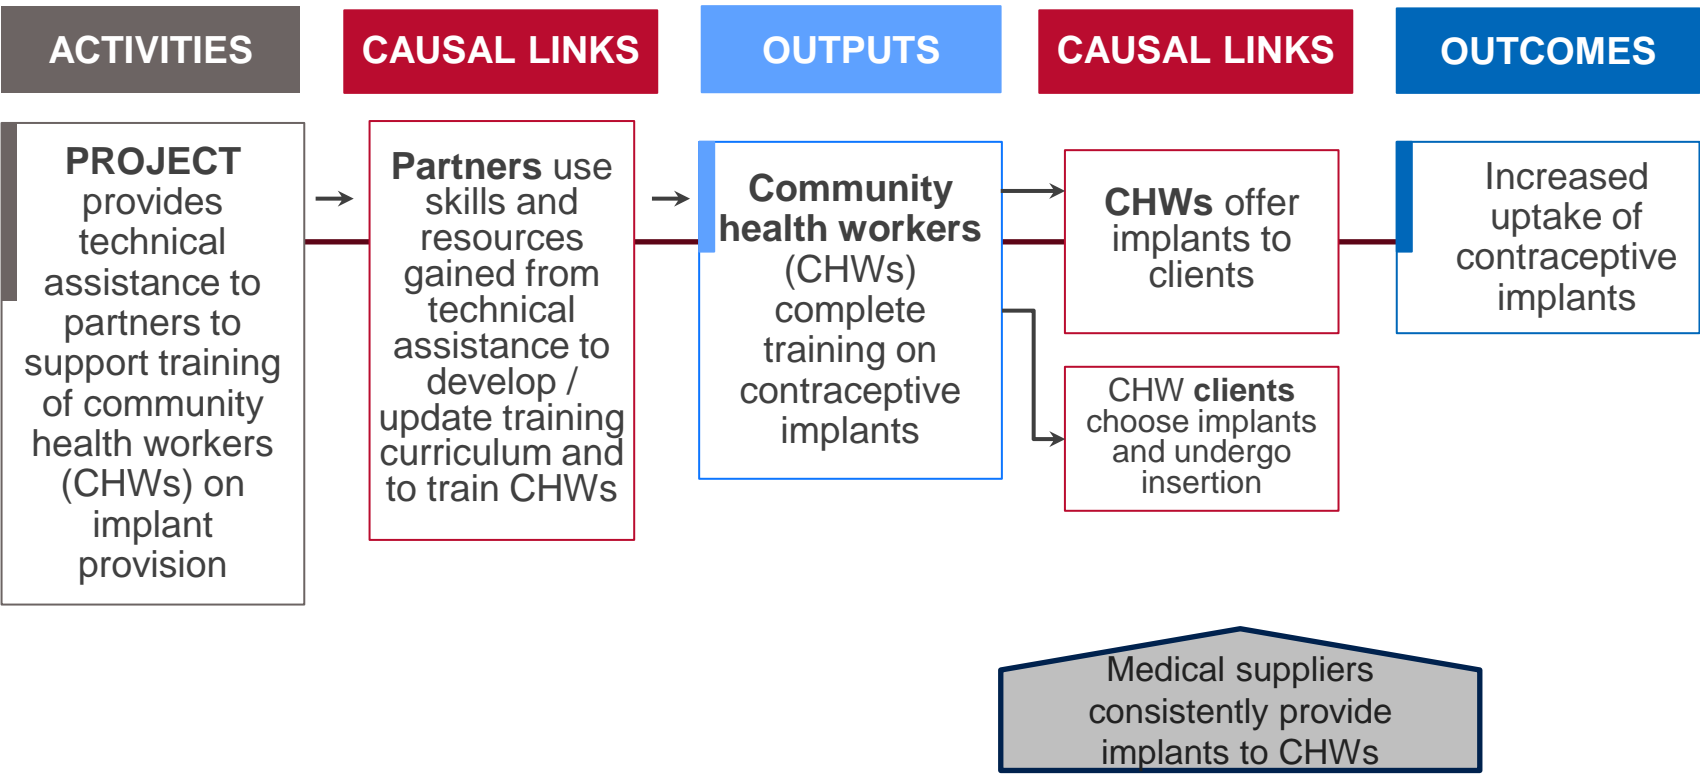 ACTIVITIES
CAUSAL LINKS
OUTPUTS
CAUSAL LINKS
OUTCOMES
PROJECT
provides
technical
assistance to
partners to
support training
of community
health workers
(CHWs) on
implant
provision
Partners use
skills and
resources
gained from
technical
assistance to
develop /
update training
curriculum and
to train CHWs
Community
health workers
(CHWs)
complete
training on
contraceptive
implants
CHWs offer
implants to
clients
CHW clients
choose implants
and undergo
insertion
Increased
uptake of
contraceptive
implants
Medical suppliers
consistently provide
implants to CHWs